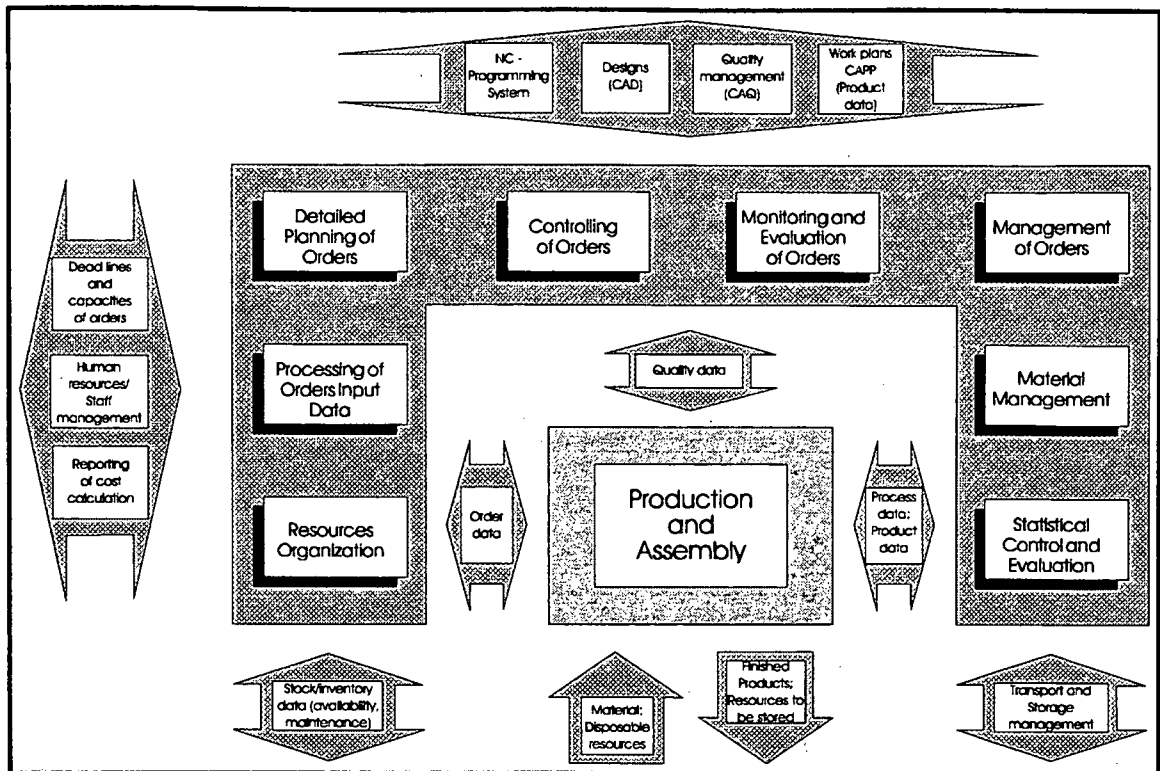 NC -
Programming
System
Designs
(CAD)
Quality
management
(CAQ)
Work plans
CAPP
(Product
data)
Dead lines
and
capacities
of orders
Human
resources/
Staff
management
Reporting
of cost
calculation
Detailed
Planning of
Orders
Controlling
of Orders
Monitoring and
Evaluation
of Orders
Management
of Orders
Processing of
Orders Input
Data
Quality data
Material
Management
Resources
Organization
Order
data
Production
and
Assembly
Process
data;
Product
data
Statistical
Control and
Evaluation
Stock/inventory
data (availability,
maintenance)
Material;
Disposable
resources
Finished
Products;
Resources to
be stored
Transport and
Storage
management